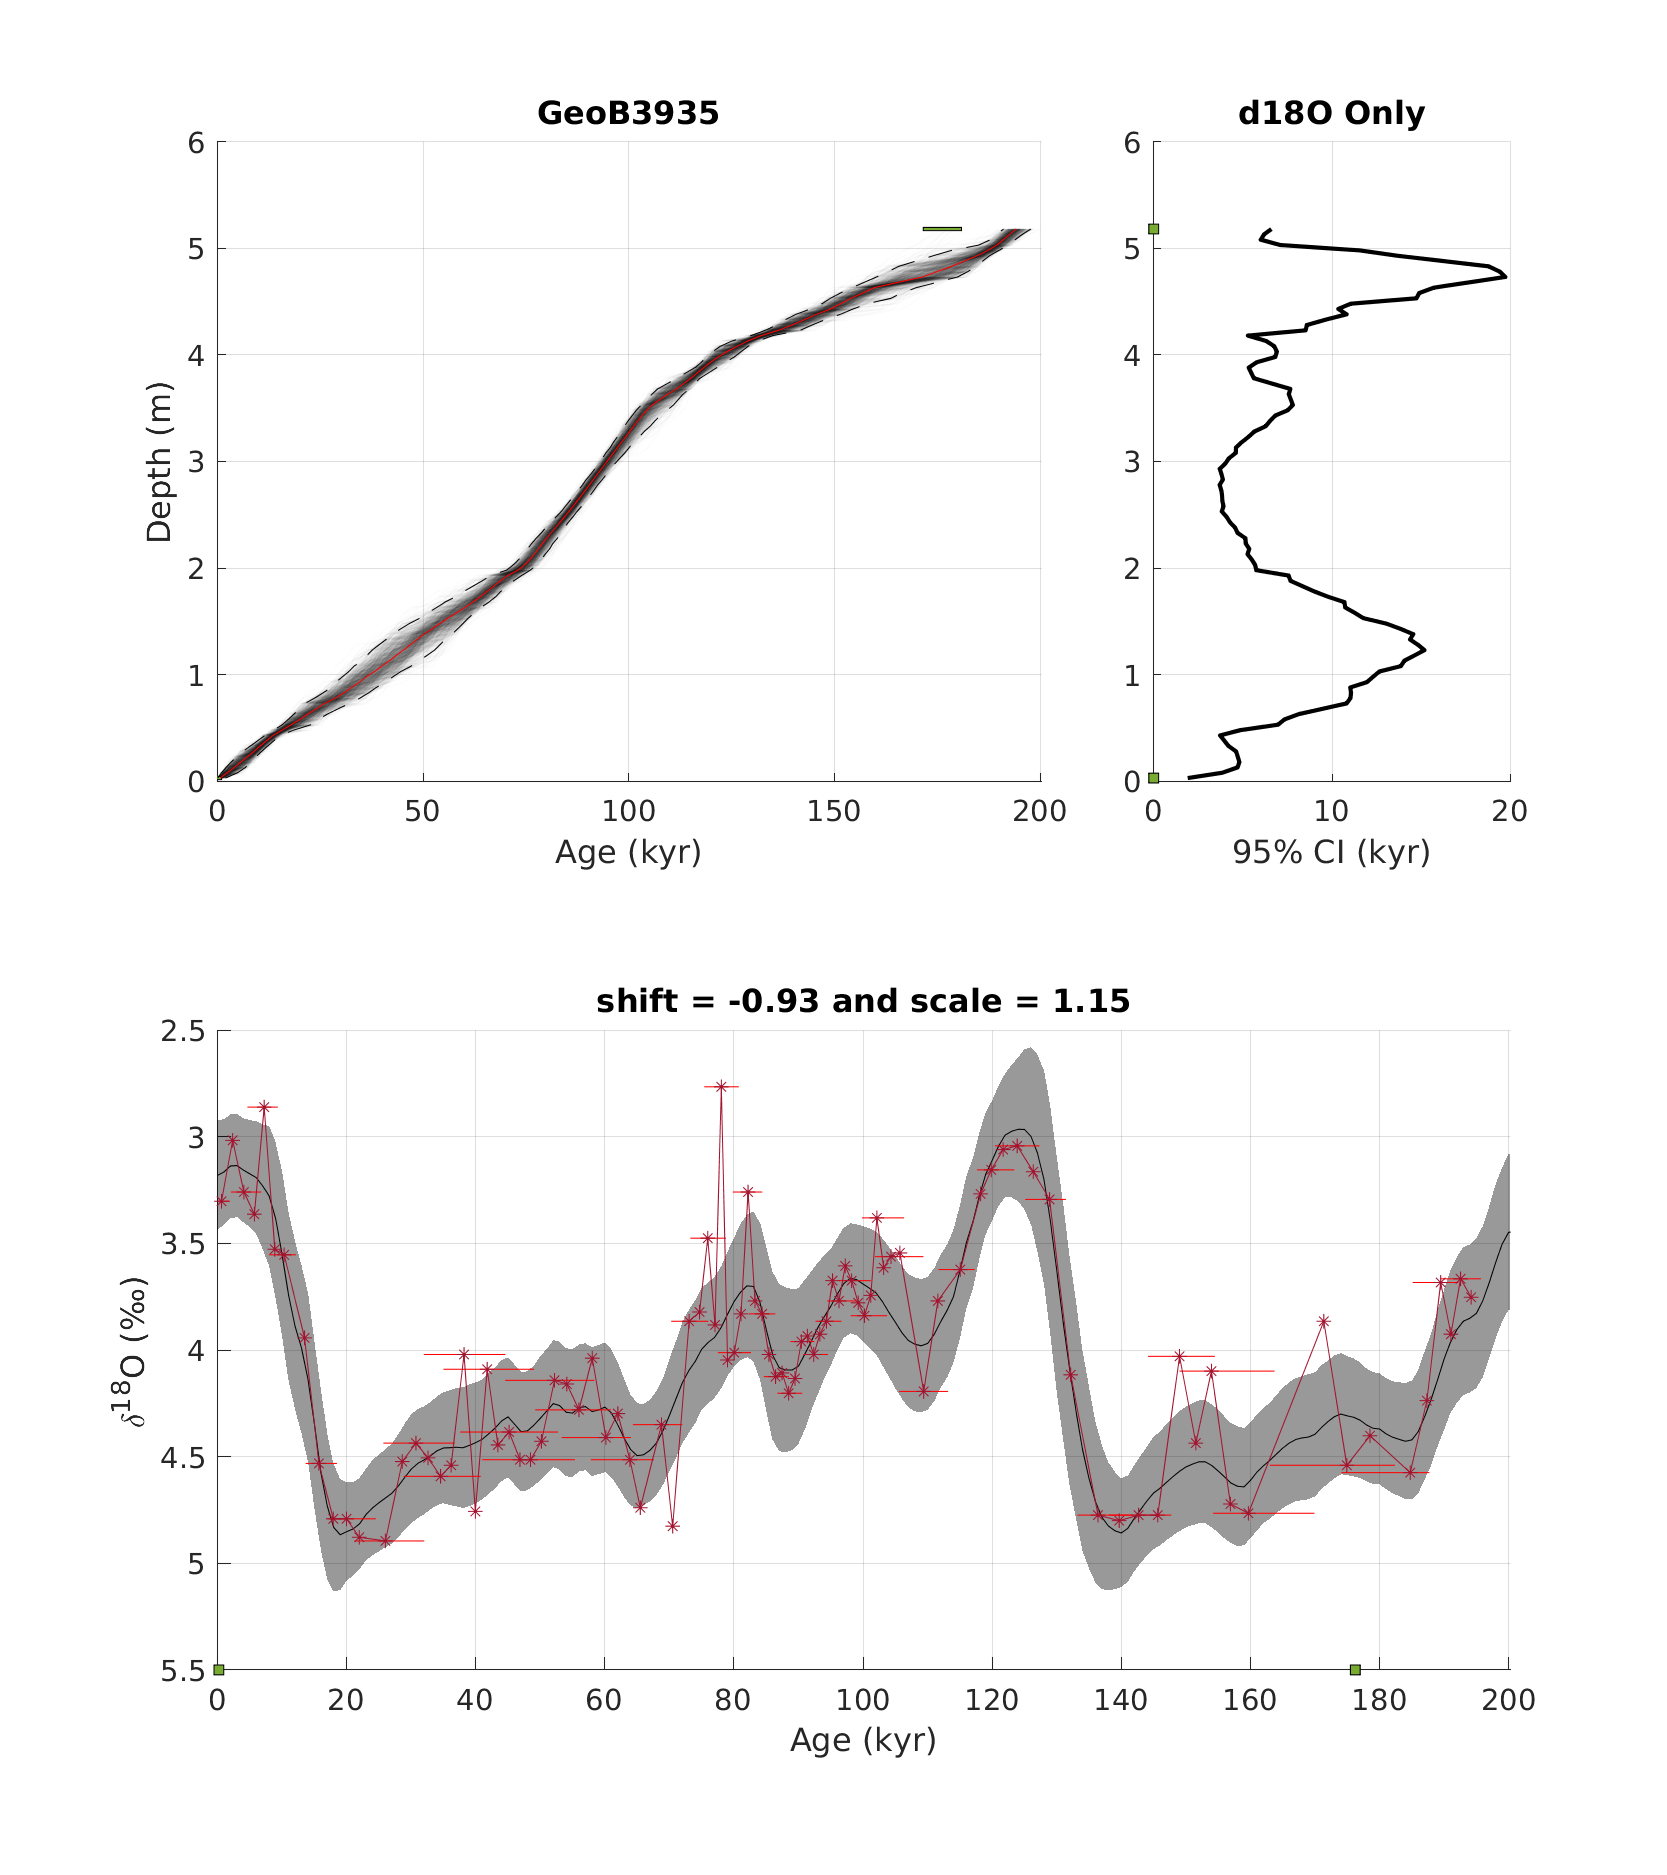 GeoB3935
d18O Only
6
5
4
3
2
1
0
Depth (m)
0 50 100 150 200
Age (kyr)
6
5
4
3
2
1
0
0 10 20
95% CI (kyr)
shift = -0.93 and scale = 1.15
2.5
3
3.5
4
4.5
5
5.5
δ18O (‰)
0 20 40 60 80 100 120 140 160 180 200
Age (kyr)